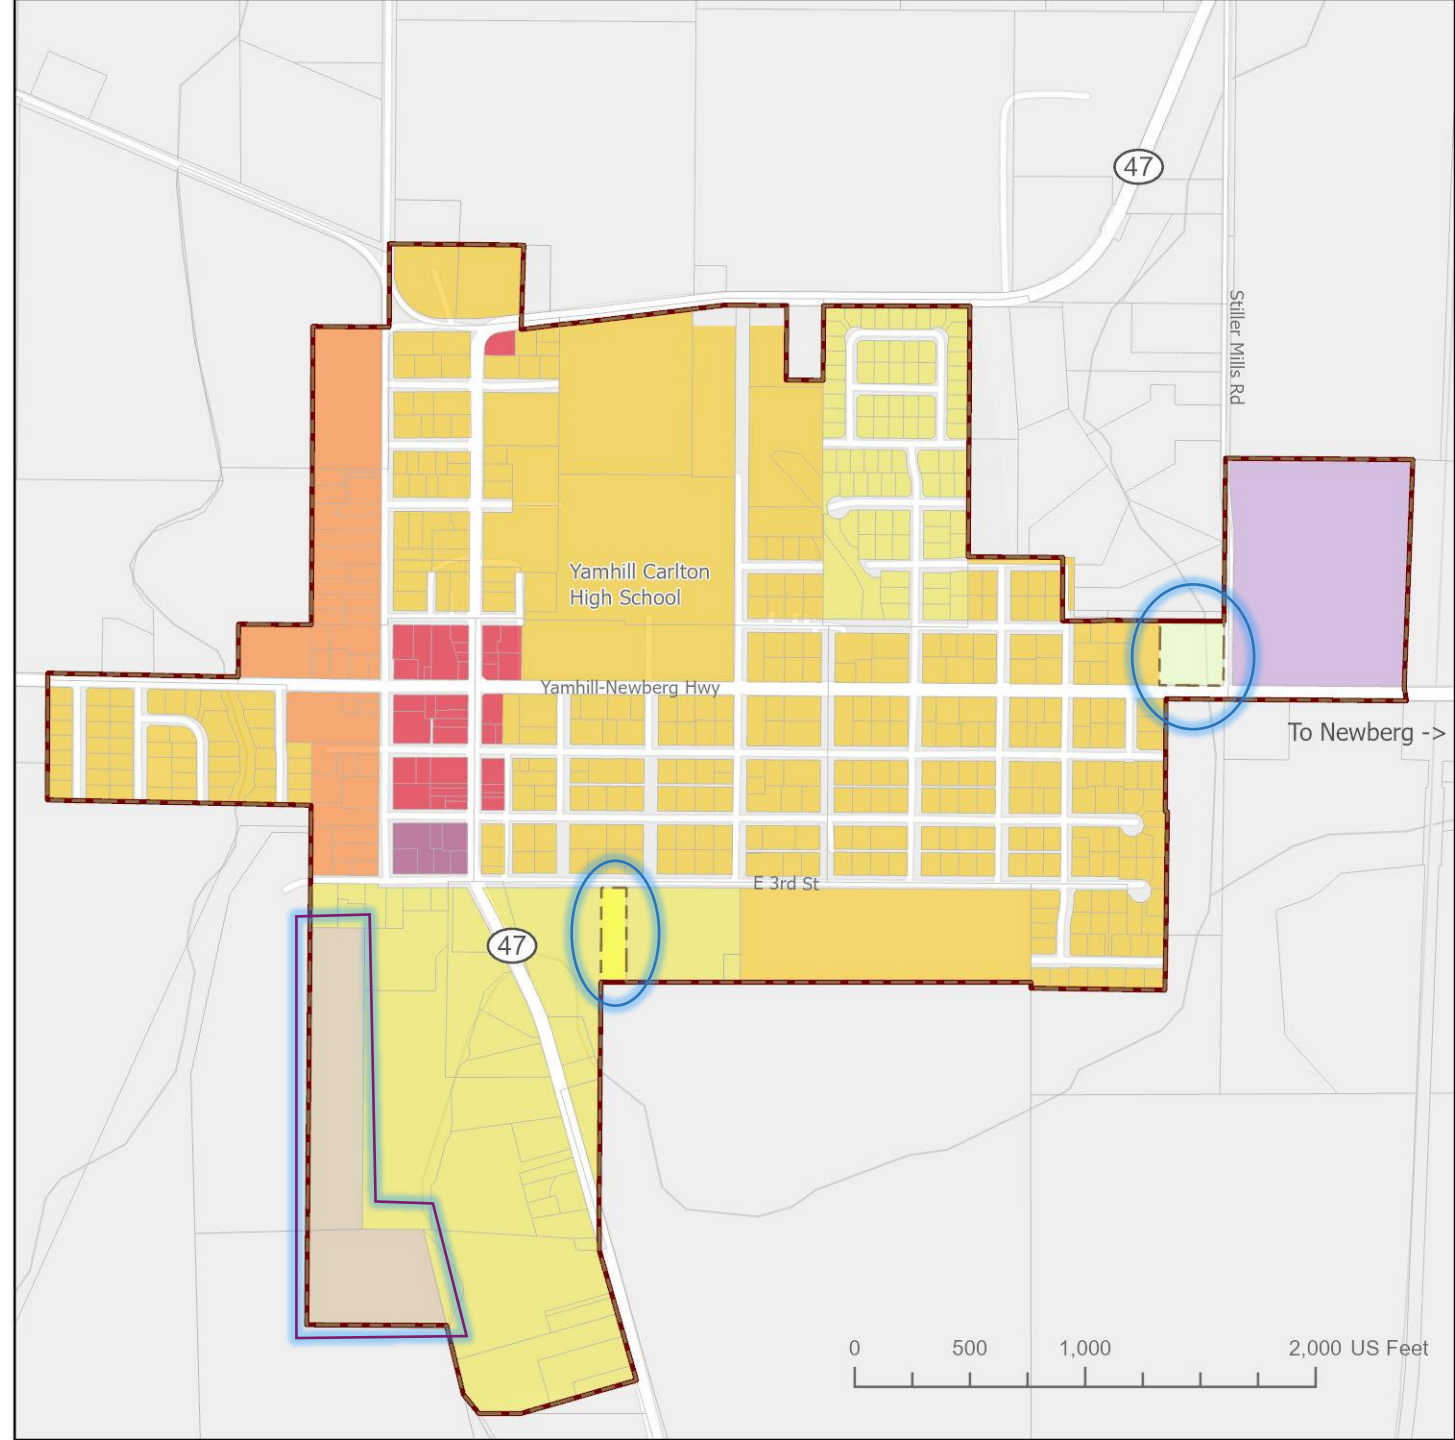 47
Stiller Mills Rd
Yamhill Carlton
High School
Yamhill-Newberg Hwy
To Newberg ->
E 3rd St
47
0 500 1,000 2,000 US Feet